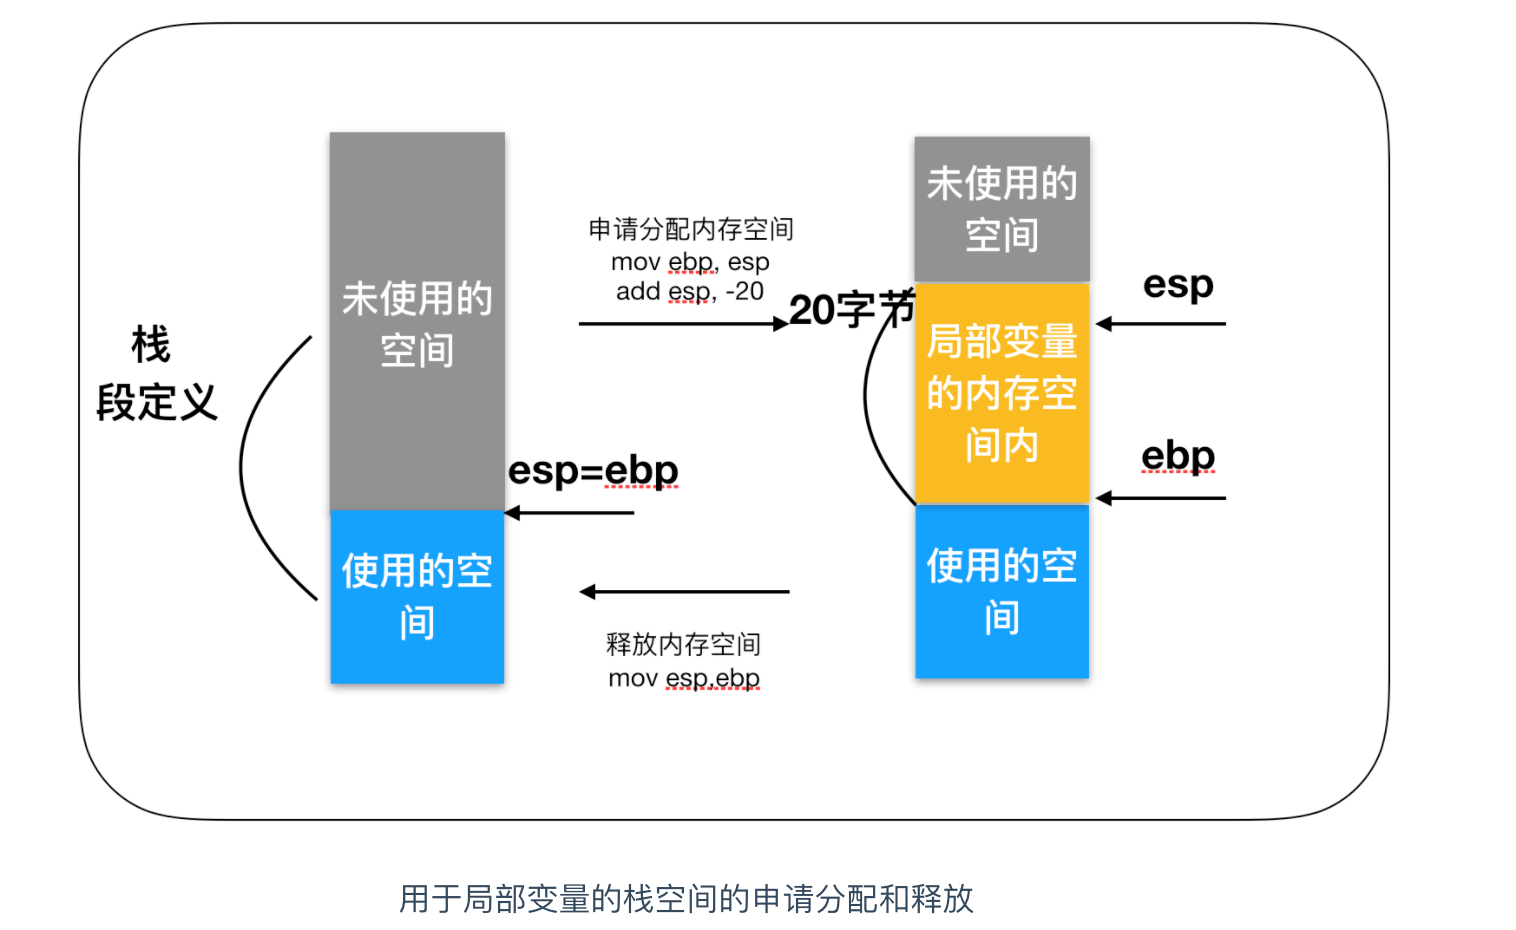 栈
段定义
未使用的
空间
使用的空
间
esp=ebp
申请分配内存空间
mov ebp, esp
add esp, -20
释放内存空间
mov esp,ebp
20字节
未使用的
空间
局部变量
的内存空
间内
使用的空
间
esp
ebp
用于局部变量的栈空间的申请分配和释放